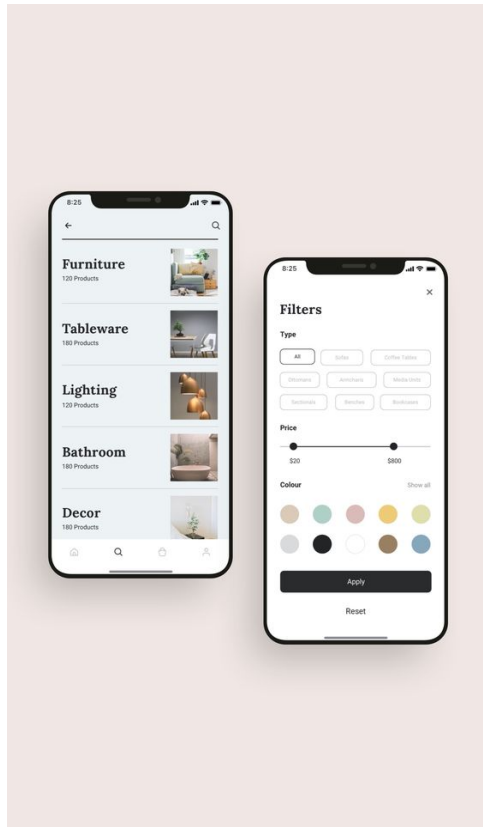 8:25
Furniture
120 Products
Tableware
180 Products
Lighting
120 Products
Bathroom
180 Products
Decor
180 Products
8:25
Filters
Type
All Sofas Coffee Tables
Ottomans Armchairs Media Units
Sectionals Benches Bookcases
Price
$20 $800
Colour Show all
Apply
Reset